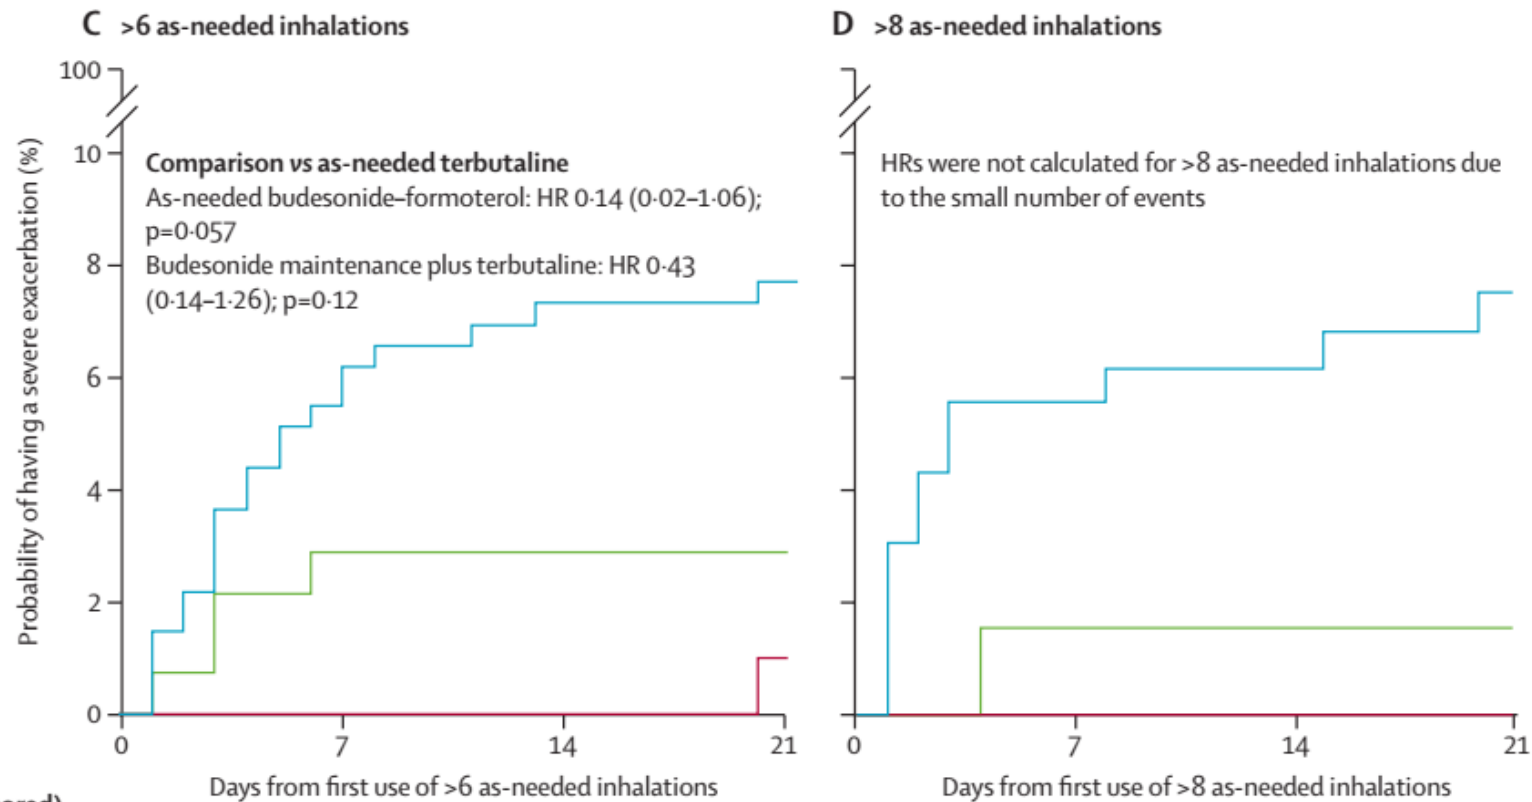 C >6 as-needed inhalations
100
10
8
6
4
2
0
Probability of having a severe exacerbation (%)
Comparison vs as-needed terbutaline
As-needed budesonide–formoterol: HR 0·14 (0·02–1·06);
p=0·057
Budesonide maintenance plus terbutaline: HR 0·43
(0·14–1·26); p=0·12
0 7 14 21
Days from first use of >6 as-needed inhalations
D >8 as-needed inhalations
HRs were not calculated for >8 as-needed inhalations due
to the small number of events
0 7 14 21
Days from first use of >8 as-needed inhalations